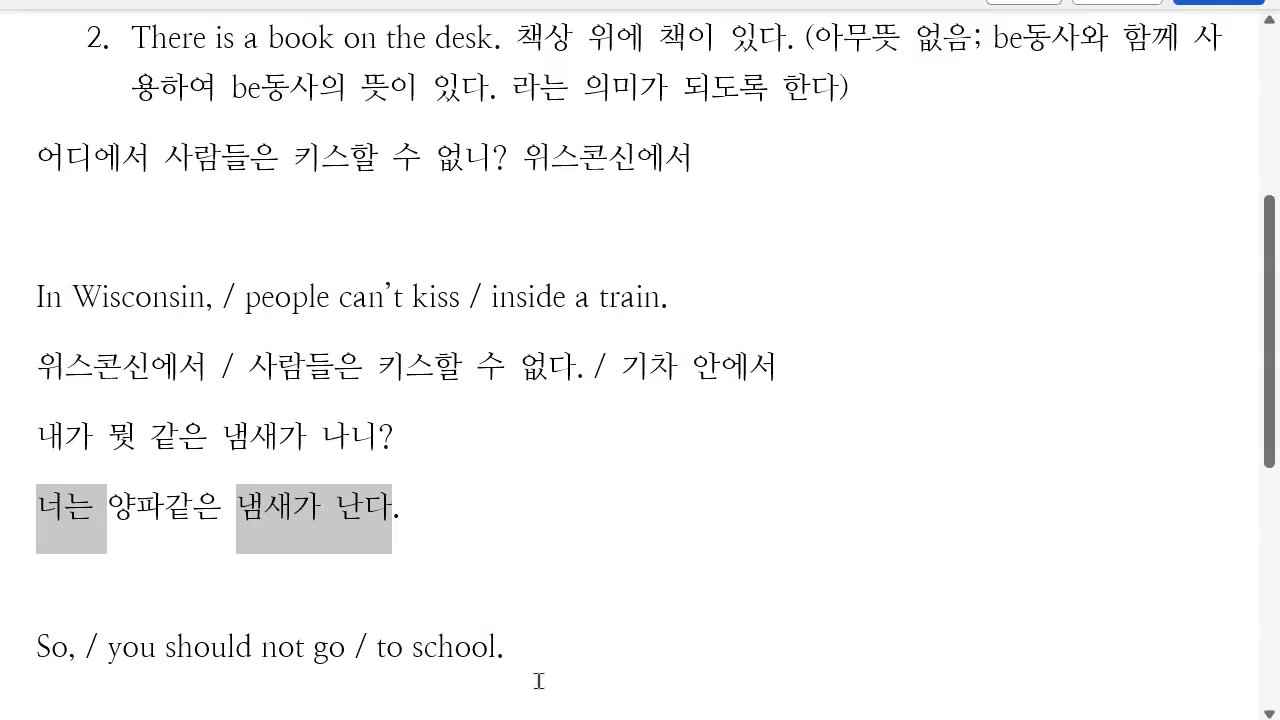 2. There is a book on the desk. 책상 위에 책이 있다. (아무뜻 없음; be동사와 함께 사
용하여 be동사의 뜻이 있다. 라는 의미가 되도록 한다)
어디에서 사람들은 키스할 수 없니? 위스콘신에서
In Wisconsin, / people can’t kiss / inside a train.
위스콘신에서 / 사람들은 키스할 수 없다. / 기차 안에서
내가 뭣 같은 냄새가 나니?
너는 양파같은 냄새가 난다.
So, / you should not go / to school.